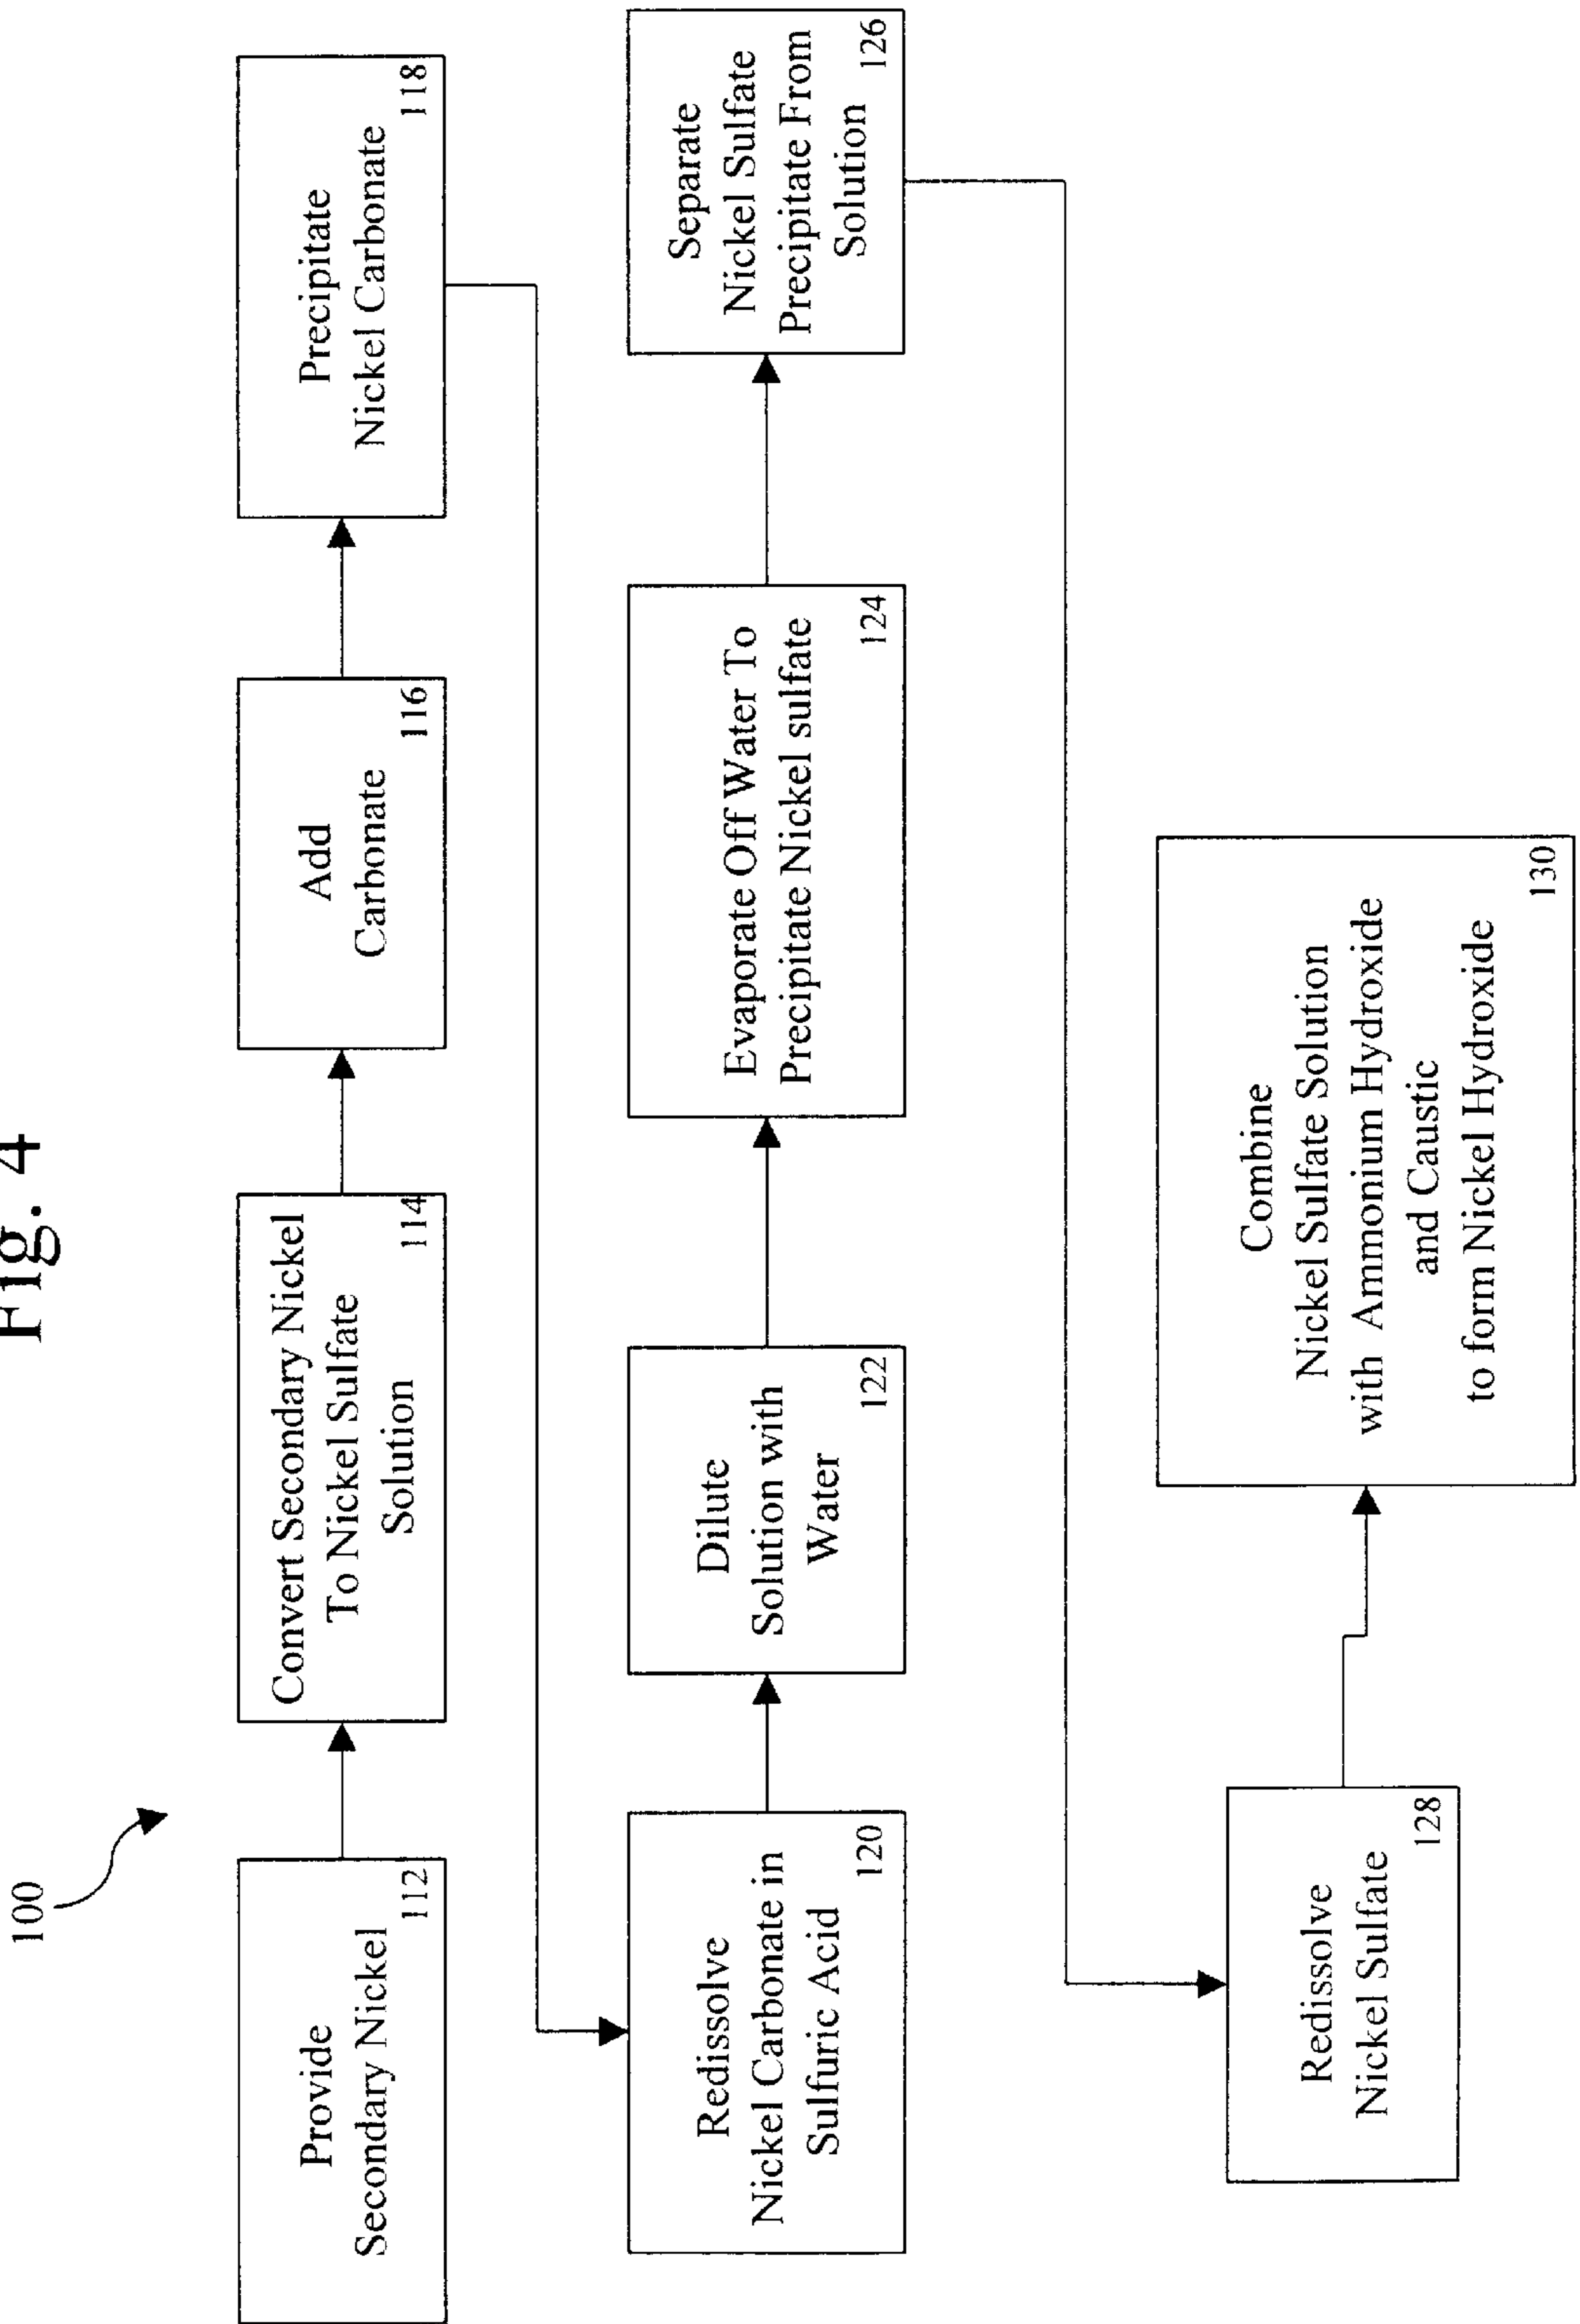 Fig. 4
100
Provide
Secondary Nickel
112
Convert Secondary Nickel
To Nickel Sulfate
Solution
114
Add
Carbonate
116
Precipitate
Nickel Carbonate
118
Redissolve
Nickel Carbonate in
Sulfuric Acid
120
Dilute
Solution with
Water
122
Evaporate Off Water To
Precipitate Nickel sulfate
124
Separate
Nickel Sulfate
Precipitate From
Solution
126
Redissolve
Nickel Sulfate
128
Combine
Nickel Sulfate Solution
with Ammonium Hydroxide
and Caustic
to form Nickel Hydroxide
130